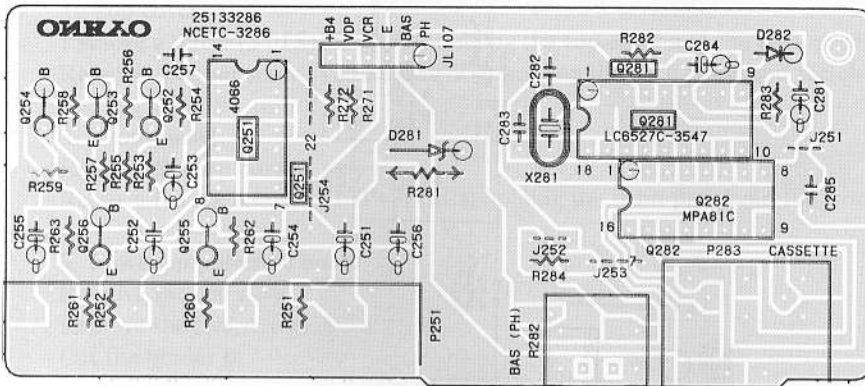 ONKYO
25133286
NCETC-3286
14
1
C257
4066
Q251
Q251
7
8
+B4
VDP
VCR
E
BAS
PH
JL107
Q254
B
E
R258
Q253
B
E
R256
Q252
B
E
R254
R272
R271
22
J254
D281
R281
R259
R257
R255
R253
C253
C255
R263
Q256
B
E
C252
Q255
B
E
R262
C254
C251
C256
R261
R252
R260
R251
P251
C282
C283
X281
R282
Q281
C284
D282
1
9
Q281
LC6527C-3547
18
10
R283
C281
J251
1
8
Q282
MPA81C
16
9
C285
J252
R284
J253
7
Q282
P283
CASSETTE
BAS (PH)
R282